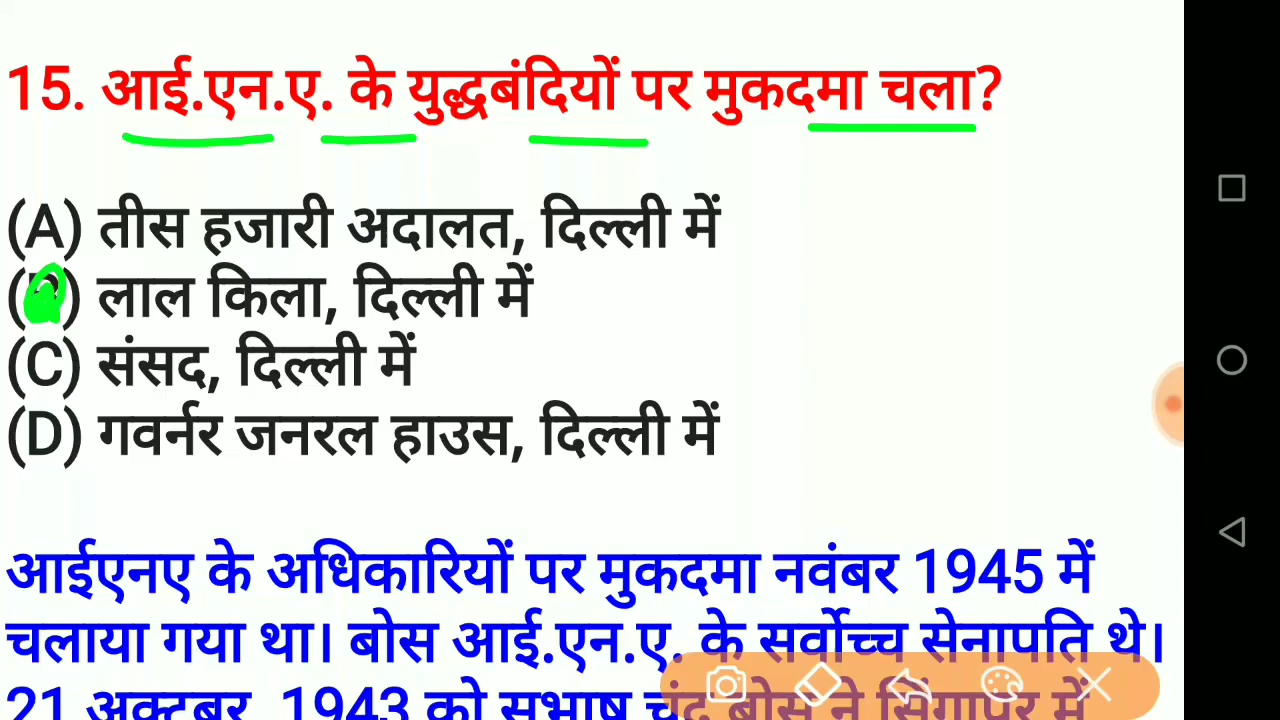 15. आई.एन.ए. के युद्धबंदियों पर मुकदमा चला?
(A) तीस हजारी अदालत, दिल्ली में
(B) लाल किला, दिल्ली में
(C) संसद, दिल्ली में
(D) गवर्नर जनरल हाउस, दिल्ली में
आईएनए के अधिकारियों पर मुकदमा नवंबर 1945 में
चलाया गया था। बोस आई.एन.ए. के सर्वोच्च सेनापति थे।
21 अक्टूबर, 1943 को सुभाष चंद्र बोस ने सिंगापुर में